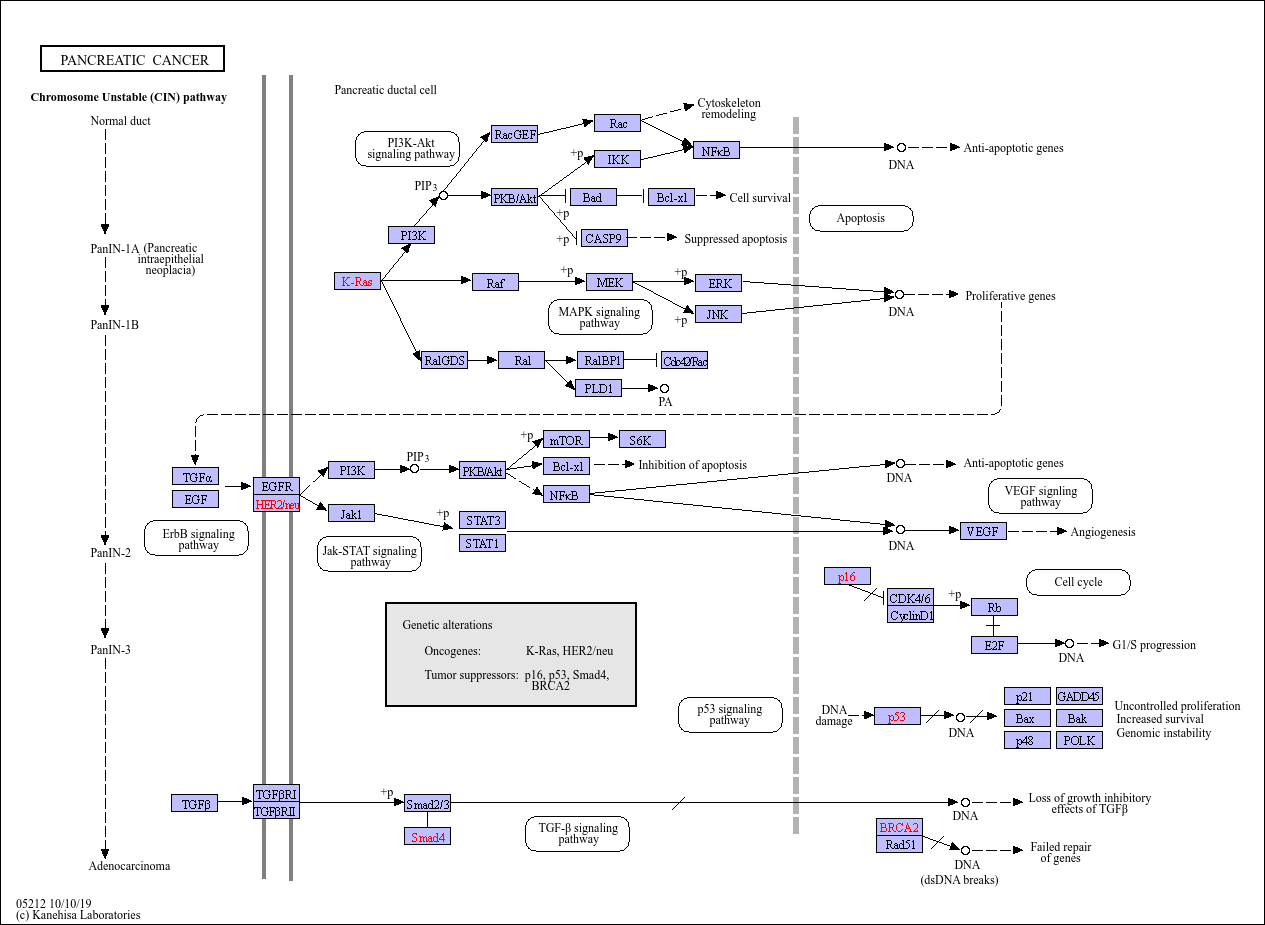 PANCREATIC CANCER
Chromosome Unstable (CIN) pathway
Normal duct
PanIN-1A (Pancreatic
intraepithelial
neoplacia)
PanIN-1B
PanIN-2
PanIN-3
Adenocarcinoma
Pancreatic ductal cell
PI3K-Akt
signaling pathway
RacGEF
Rac
Cytoskeleton
remodeling
NFκB
DNA
Anti-apoptotic genes
+p
IKK
PIP3
PKB/Akt
Bad
Bcl-xl
Cell survival
+p
+p
CASP9
Suppressed apoptosis
Apoptosis
PI3K
K-Ras
Raf
+p
MEK
+p
ERK
DNA
Proliferative genes
MAPK signaling
pathway
+p
JNK
RalGDS
Ral
RalBP1
Cdc42/Rac
PLD1
PA
TGFα
EGF
EGFR
HER2/neu
ErbB signaling
pathway
PI3K
PIP3
PKB/Akt
+p
mTOR
S6K
Bcl-xl
Inhibition of apoptosis
NFκB
DNA
Anti-apoptotic genes
VEGF signling
pathway
Jak1
+p
STAT3
STAT1
Jak-STAT signaling
pathway
DNA
VEGF
Angiogenesis
p16
CDK4/6
CyclinD1
+p
Rb
Cell cycle
E2F
DNA
G1/S progression
Genetic alterations
Oncogenes: K-Ras, HER2/neu
Tumor suppressors: p16, p53, Smad4,
BRCA2
p53 signaling
pathway
DNA
damage
p53
DNA
p21
GADD45
Bax
Bak
p48
POLK
Uncontrolled proliferation
Increased survival
Genomic instability
TGFβ
TGFβRI
TGFβRII
+p
Smad2/3
Smad4
TGF-β signaling
pathway
DNA
Loss of growth inhibitory
effects of TGFβ
BRCA2
Rad51
DNA
(dsDNA breaks)
Failed repair
of genes
05212 10/10/19
(c) Kanehisa Laboratories